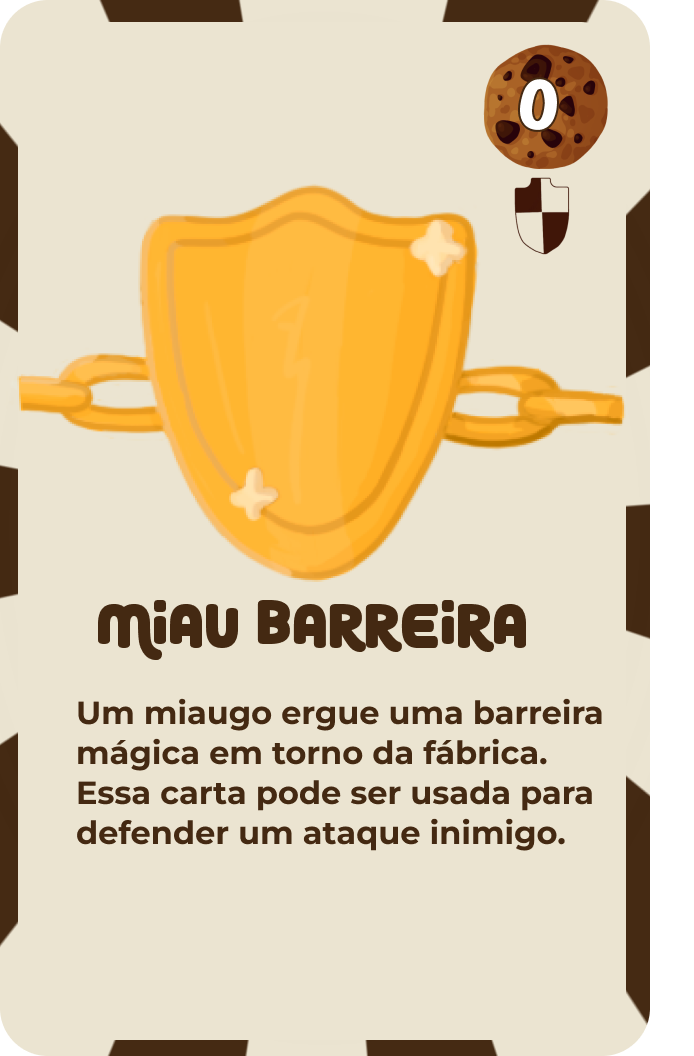 0
miAU BARREiRA
Um miaugo ergue uma barreira
mágica em torno da fábrica.
Essa carta pode ser usada para
defender um ataque inimigo.